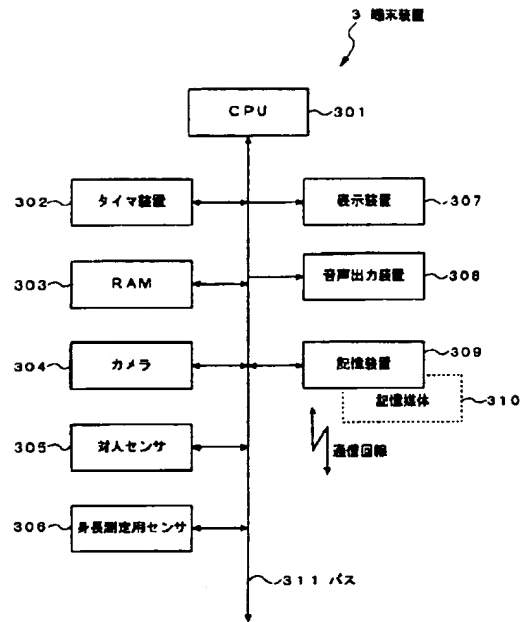 3 端末装置
CPU
301
302
タイマ装置
表示装置
307
303
RAM
音声出力装置
308
304
カメラ
記憶装置
309
記憶媒体
310
305
対人センサ
通信回線
306
身長測定用センサ
311 バス